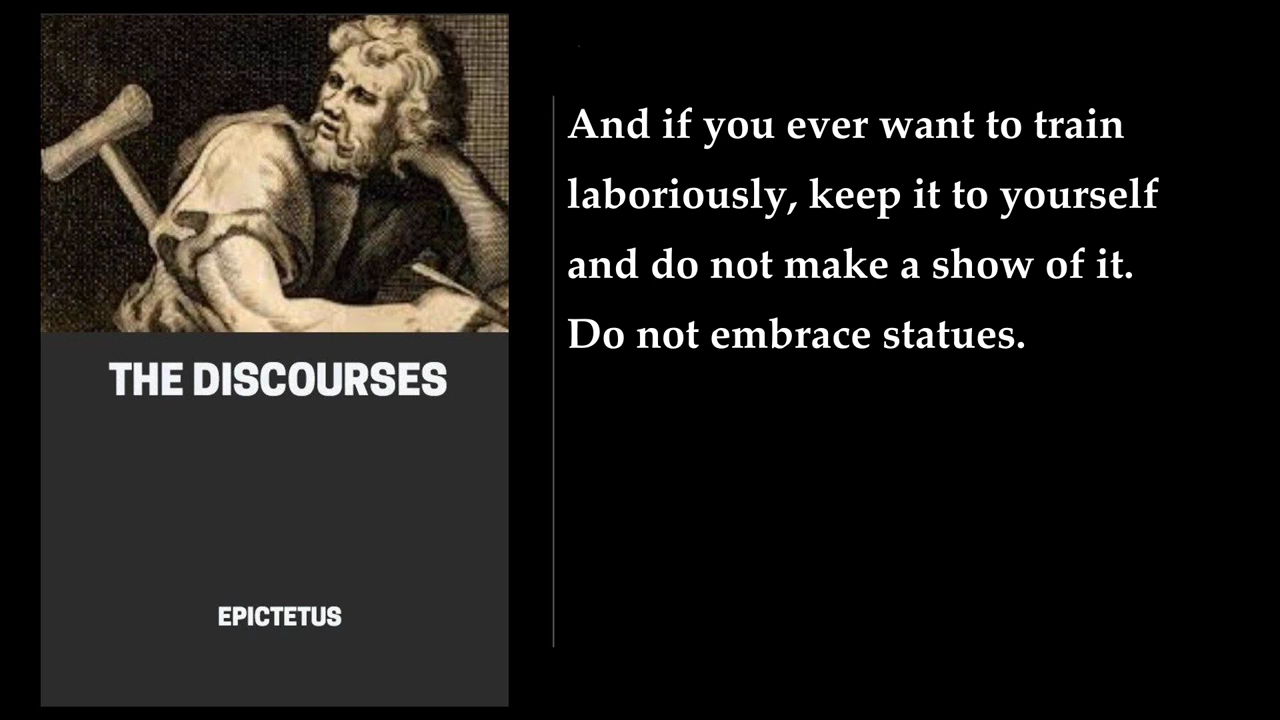 THE DISCOURSES
EPICTETUS
And if you ever want to train
laboriously, keep it to yourself
and do not make a show of it.
Do not embrace statues.